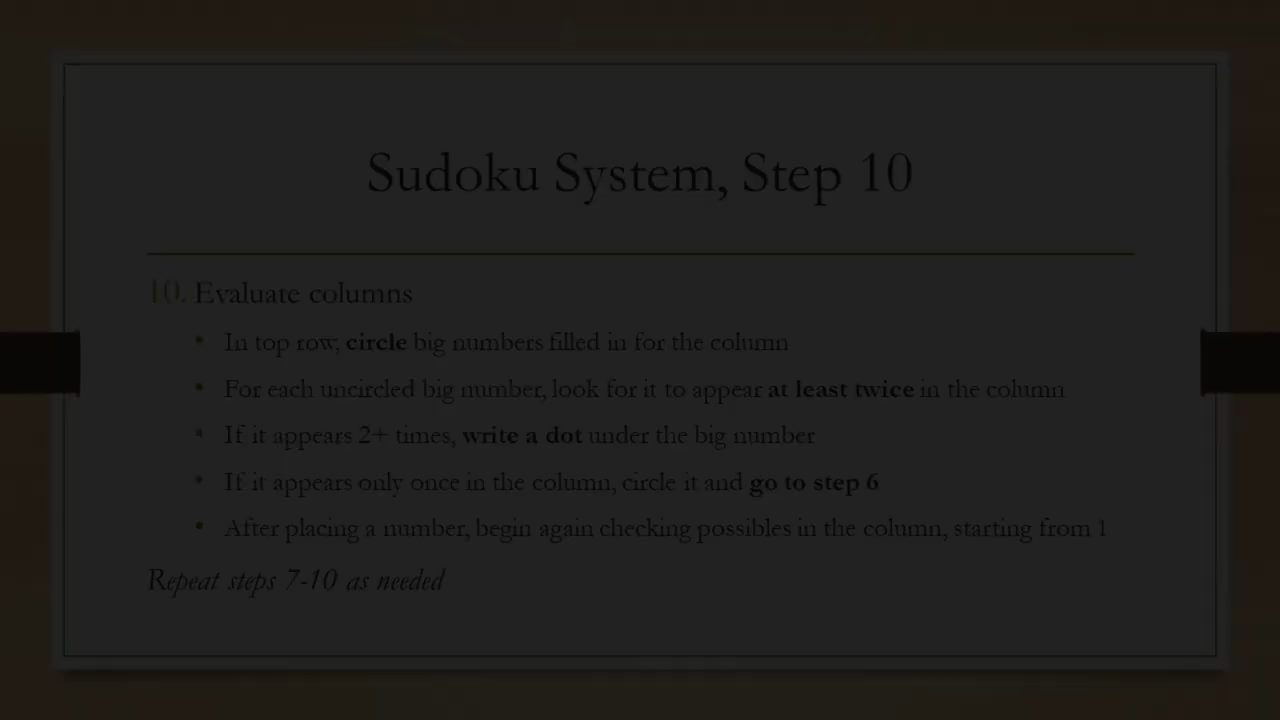 Sudoku System, Step 10
10. Evaluate columns
• In top row, circle big numbers filled in for the column
• For each uncircled big number, look for it to appear at least twice in the column
• If it appears 2+ times, write a dot under the big number
• If it appears only once in the column, circle it and go to step 6
• After placing a number, begin again checking possibles in the column, starting from 1
Repeat steps 7-10 as needed